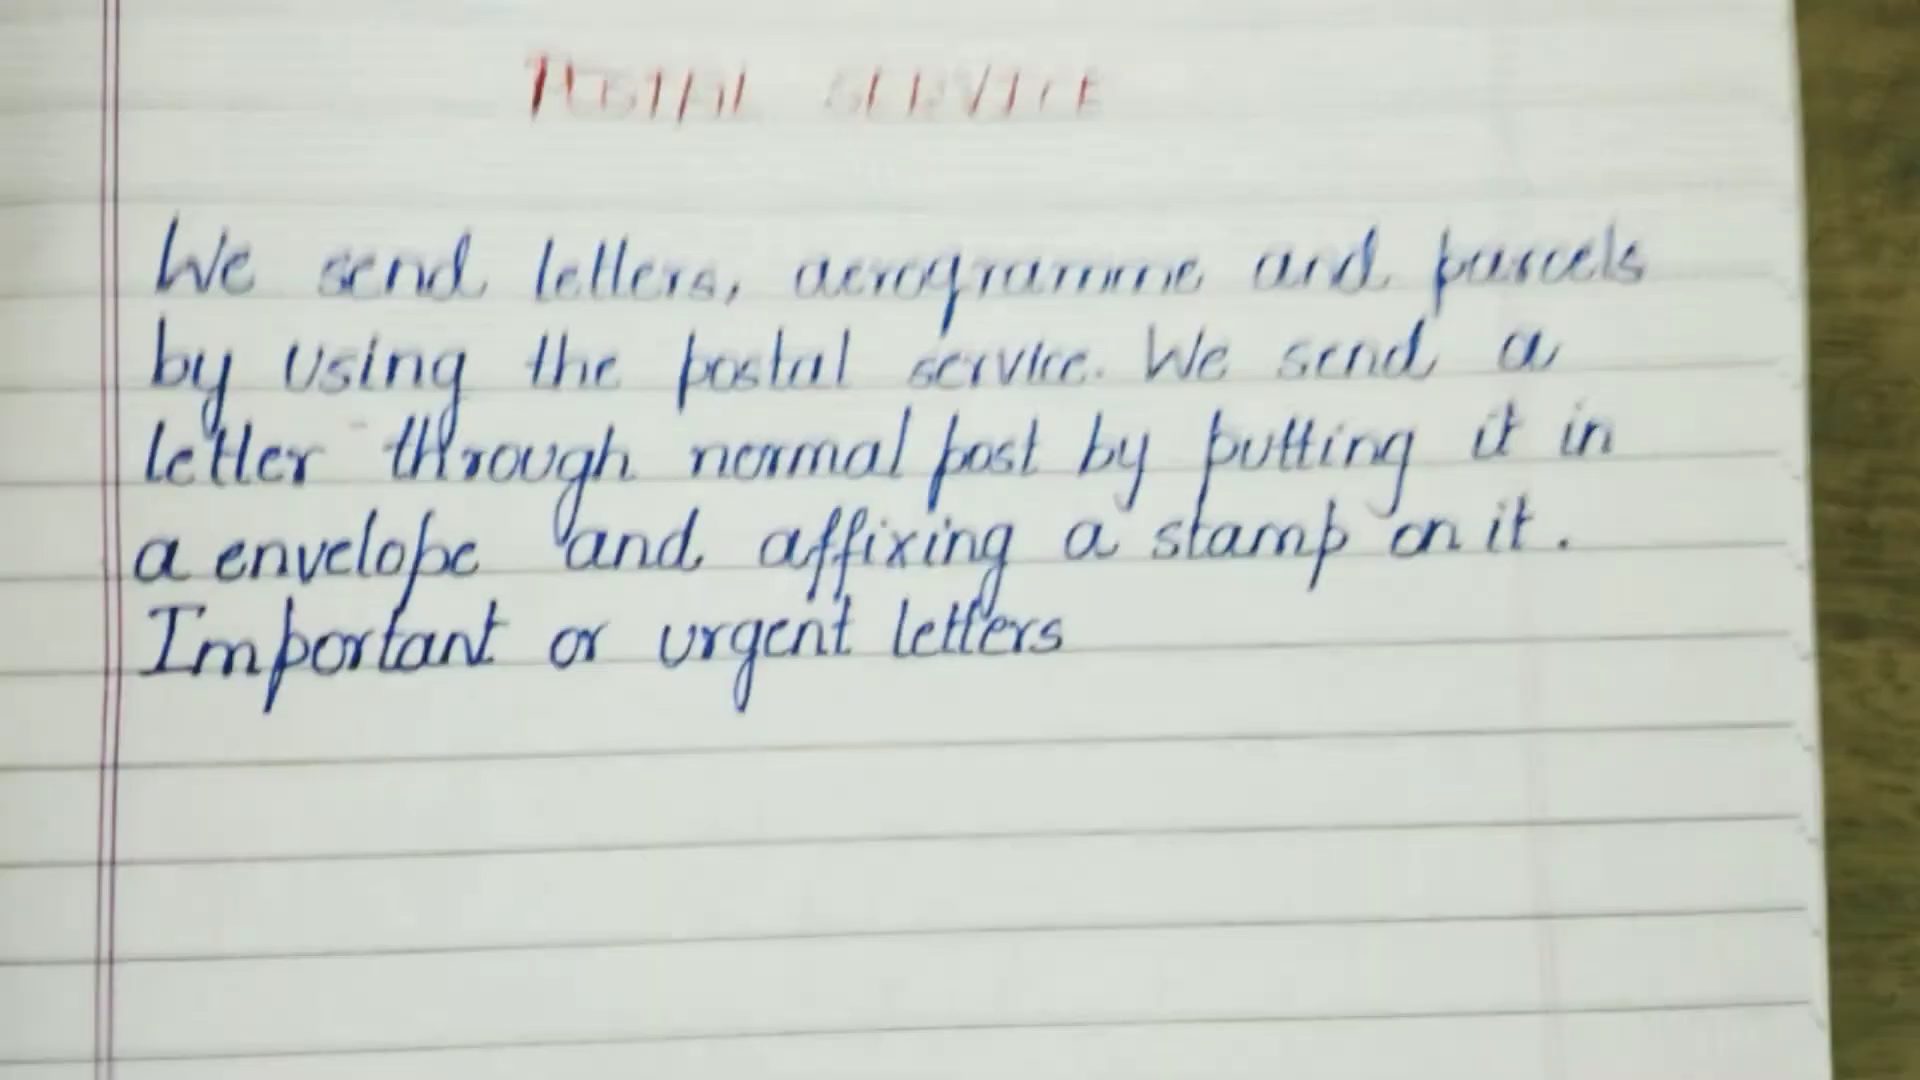 POSTAL SERVICE
We send letters, aerogramme and parcels
by using the postal service. We send a
letter through normal post by putting it in
a envelope and affixing a stamp on it.
Important or urgent letters